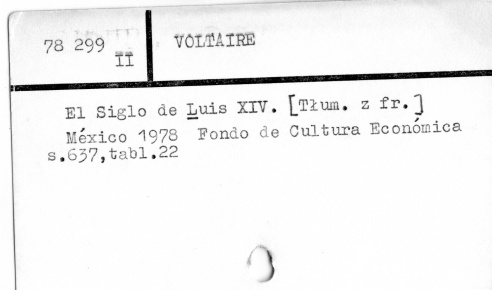 78 299
II
VOLTAIRE
El Siglo de Luis XIV. [Tłum. z fr.]
México 1978 Fondo de Cultura Económica
s.637,tabl.22